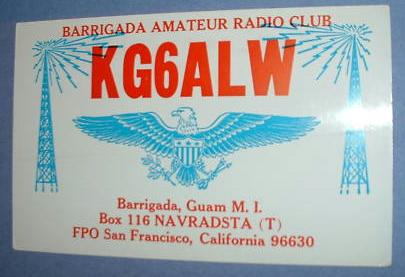 BARRIGADA AMATEUR RADIO CLUB
KG6ALW
Barrigada, Guam M. I.
Box 116 NAVRADSTA (T)
FPO San Francisco, California 96630